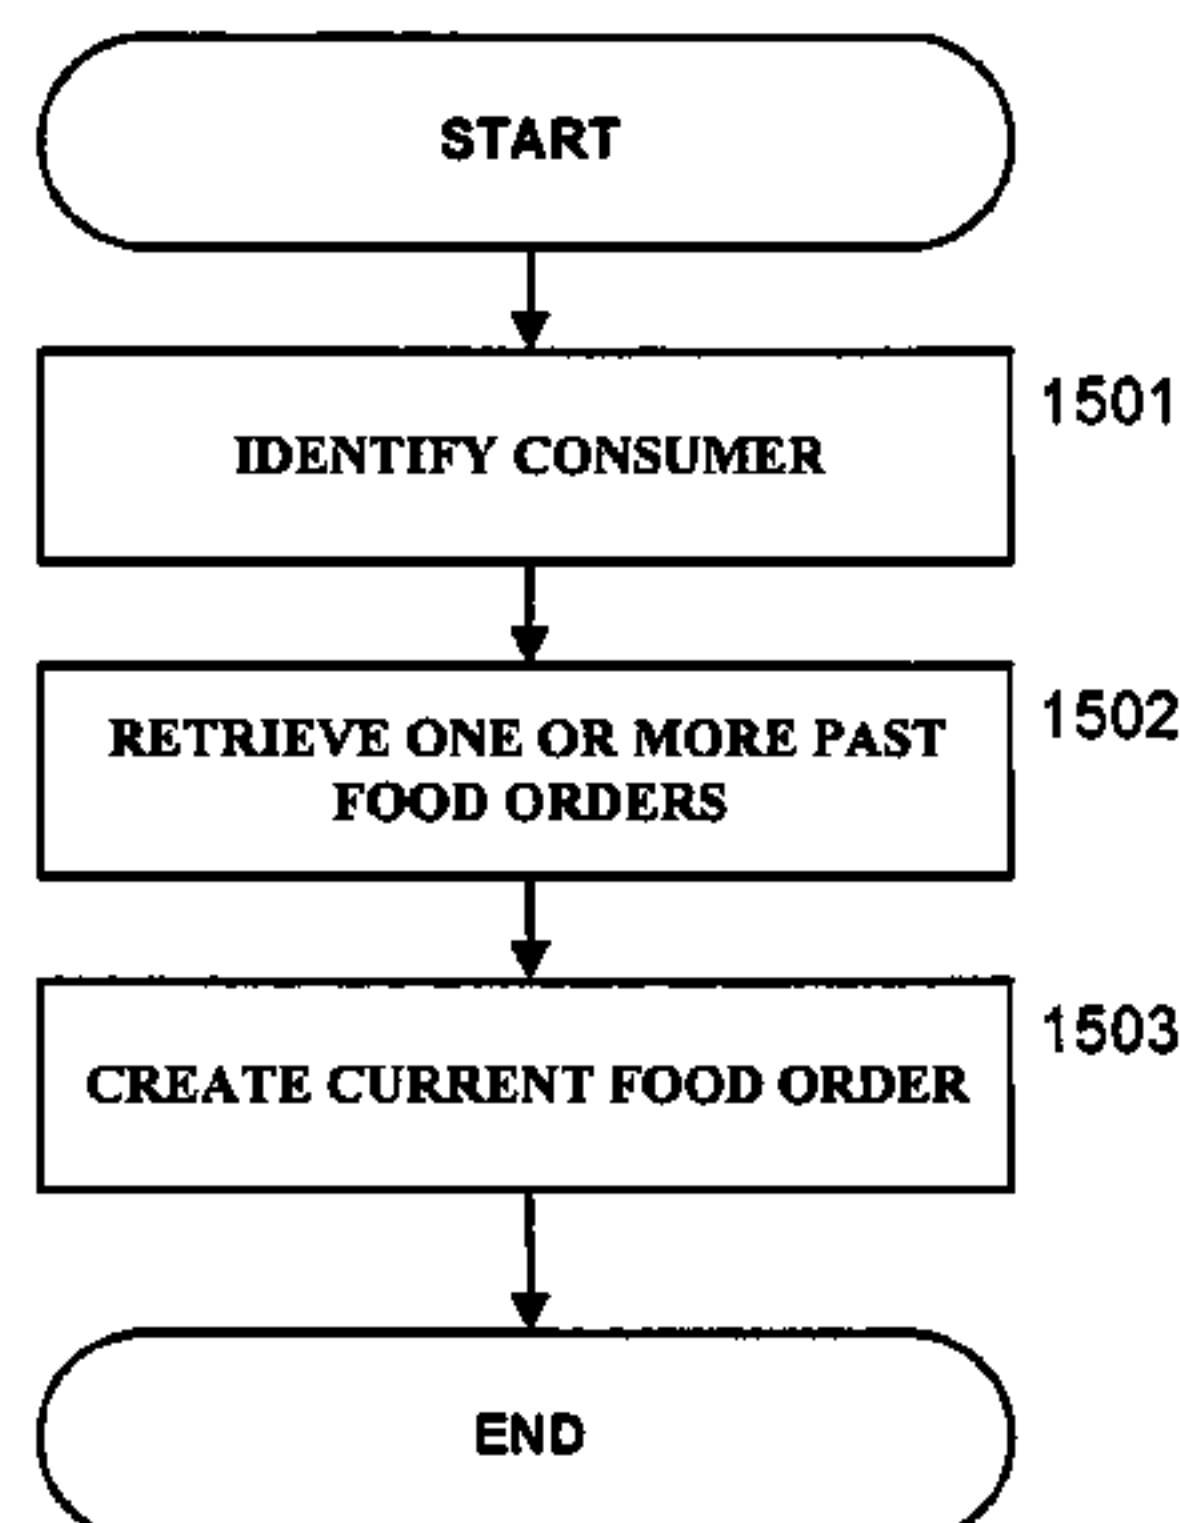 START
IDENTIFY CONSUMER
1501
RETRIEVE ONE OR MORE PAST
FOOD ORDERS
1502
CREATE CURRENT FOOD ORDER
1503
END